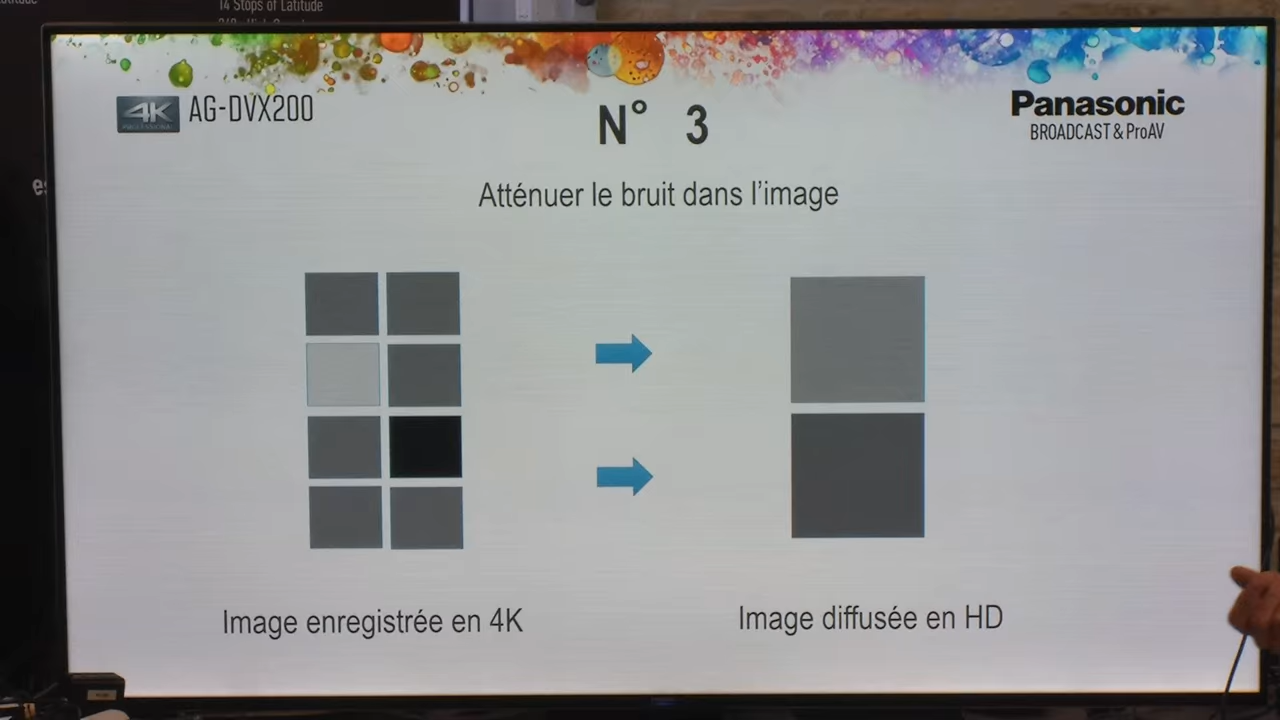 14 Stops of Latitude
4K
AG-DVX200
N° 3
Panasonic
BROADCAST & ProAV
Atténuer le bruit dans l'image
Image enregistrée en 4K
Image diffusée en HD